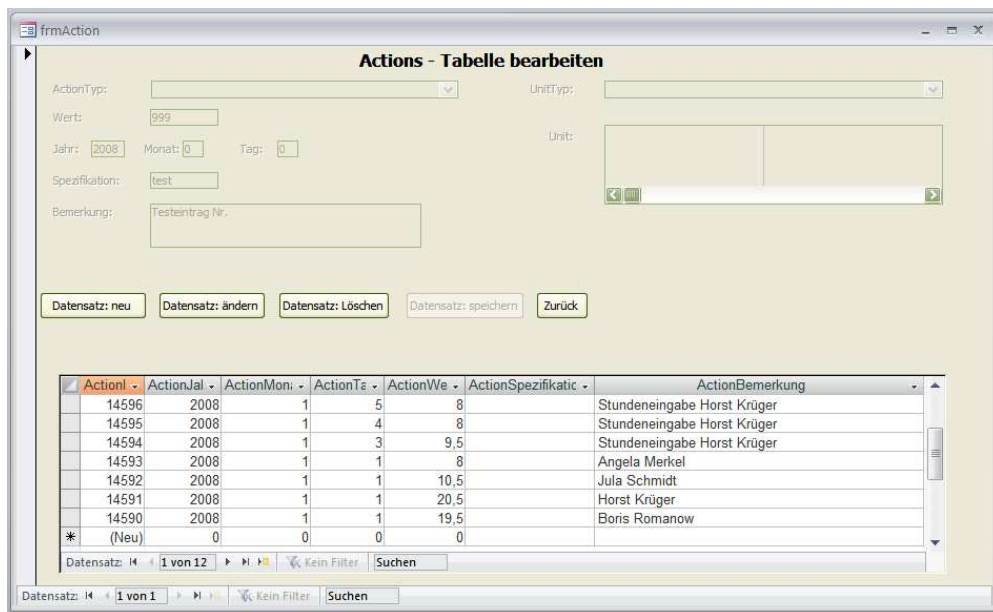 frmAction
Actions - Tabelle bearbeiten
ActionTyp: UnitTyp:
Wert: 999
Unit:
Jahr: 2008 Monat: 0 Tag: 0
Spezifikation: test
Bemerkung: Testeintrag Nr.
Datensatz: neu Datensatz: ändern Datensatz: Löschen Datensatz: speichern Zurück
ActionI ActionJal ActionMona ActionTa ActionWe ActionSpezifikatic ActionBemerkung
14596 2008 1 5 8 Stundeneingabe Horst Krüger
14595 2008 1 4 8 Stundeneingabe Horst Krüger
14594 2008 1 3 9,5 Stundeneingabe Horst Krüger
14593 2008 1 1 8 Angela Merkel
14592 2008 1 1 10,5 Jula Schmidt
14591 2008 1 1 20,5 Horst Krüger
14590 2008 1 1 19,5 Boris Romanow
(Neu) 0 0 0 0
Datensatz: 1 von 12 Kein Filter Suchen
Datensatz: 1 von 1 Kein Filter Suchen